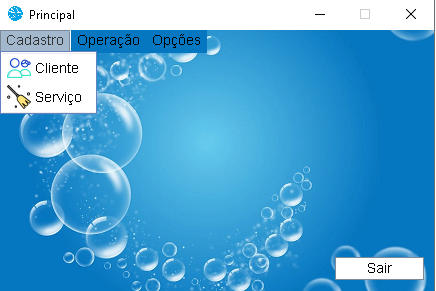 Principal
Cadastro Operação Opções
Cliente
Serviço
Sair